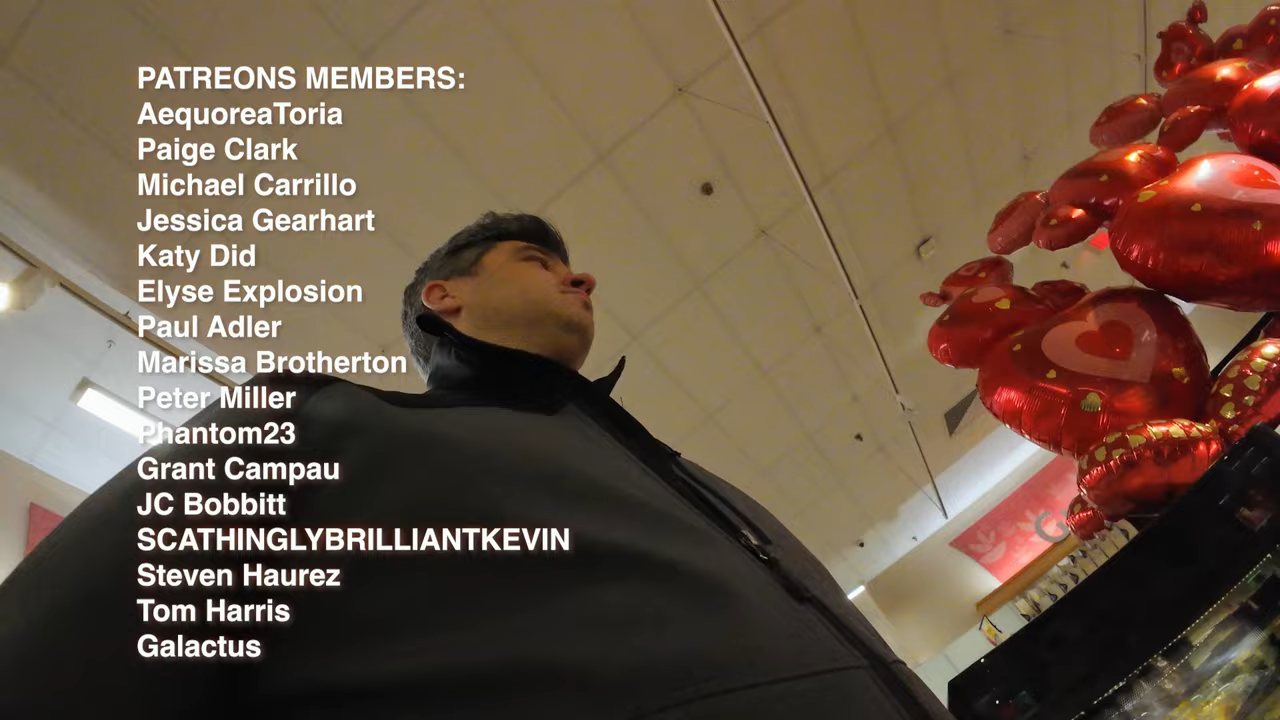 PATREONS MEMBERS:
AequoreaToria
Paige Clark
Michael Carrillo
Jessica Gearhart
Katy Did
Elyse Explosion
Paul Adler
Marissa Brotherton
Peter Miller
Phantom23
Grant Campau
JC Bobbitt
SCATHINGLYBRILLIANTKEVIN
Steven Haurez
Tom Harris
Galactus